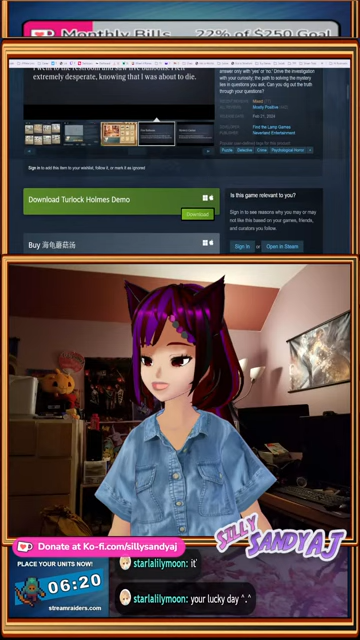 Monthly Bills 22% of $250 Goal
extremely desperate, knowing that I was about to die.
answer only with 'yes' or 'no.' Drive the investigation
with your curiosity; the path to solving the mystery
lies in questions you ask. Can you dig out the truth
through your questions?
Mostly Positive
Feb 27, 2024
Find the Lamp Games
Neverland Entertainment
Puzzle Detective Crime Psychological Horror +
Sign in to add this item to your wishlist, follow it, or mark it as ignored
Download Turlock Holmes Demo
Download
Is this game relevant to you?
Sign in to see reasons why you may or
may not like this based on your games, friends,
and curators you follow.
Sign In or Open in Steam
Buy 海龟蘑菇汤
SILLY
SANDYAJ
Donate at Ko-fi.com/sillysandyaj
PLACE YOUR UNITS NOW!
06:20
streamraiders.com
starlalilymoon: it'
starlalilymoon: your lucky day ^.^